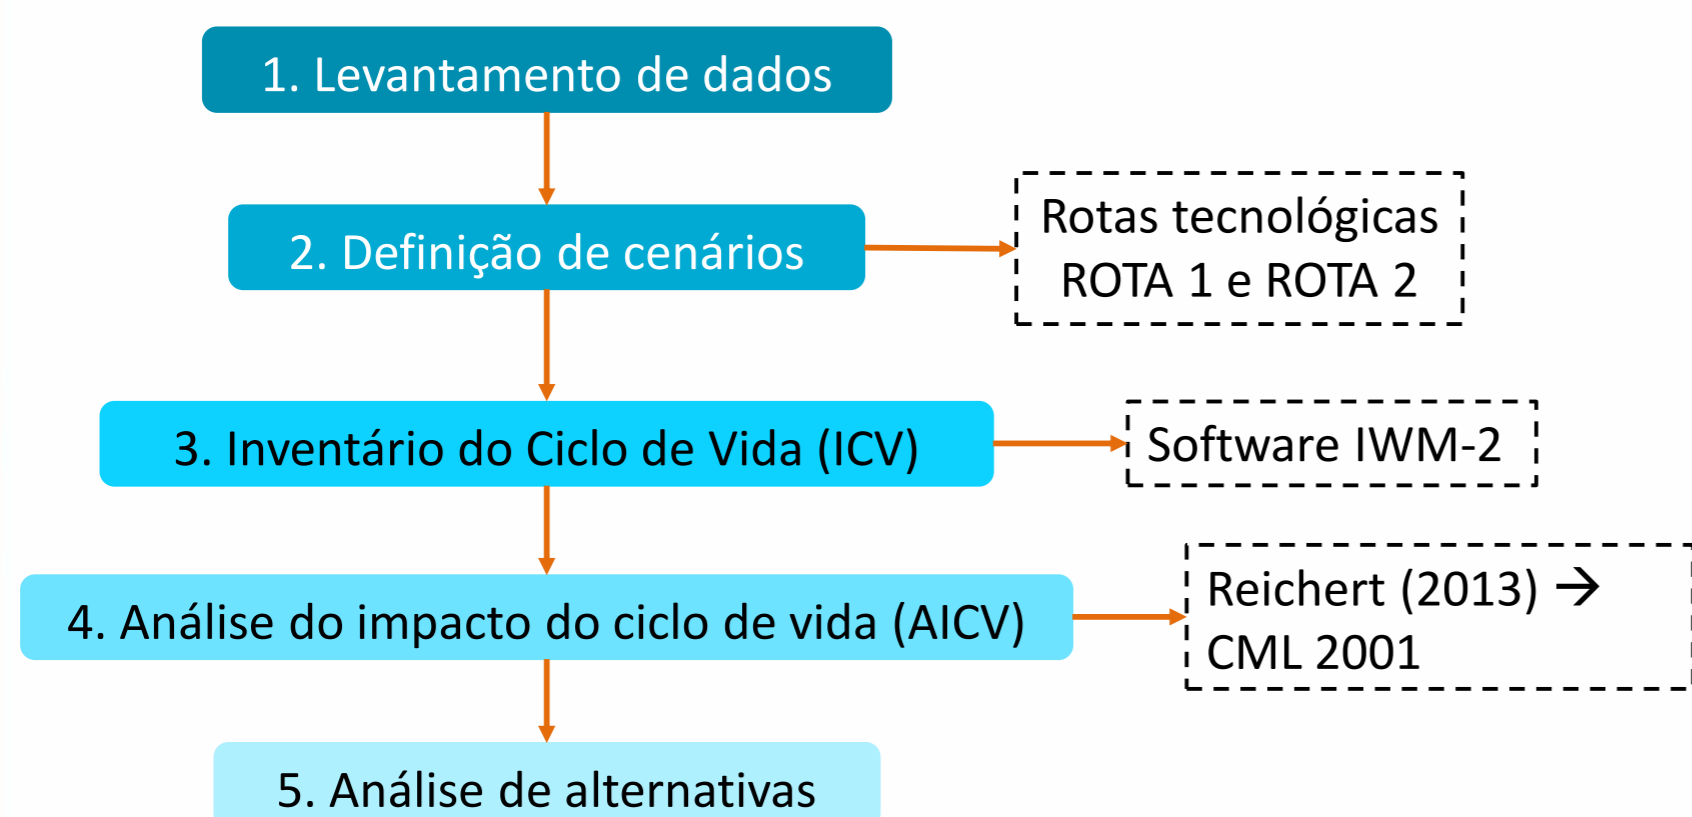 1. Levantamento de dados
2. Definição de cenários
Rotas tecnológicas
ROTA 1 e ROTA 2
3. Inventário do Ciclo de Vida (ICV)
Software IWM-2
4. Análise do impacto do ciclo de vida (AICV)
Reichert (2013) →
CML 2001
5. Análise de alternativas